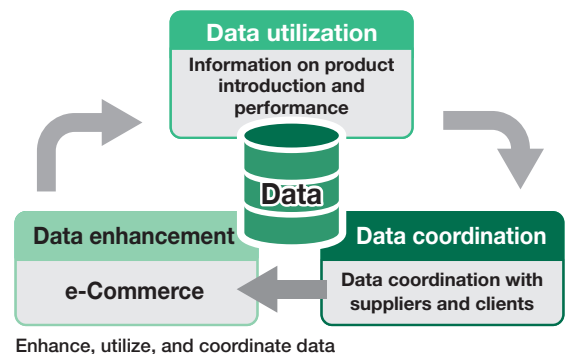 Data utilization
Information on product
introduction and
performance
Data
Data enhancement
e-Commerce
Data coordination
Data coordination with
suppliers and clients
Enhance, utilize, and coordinate data